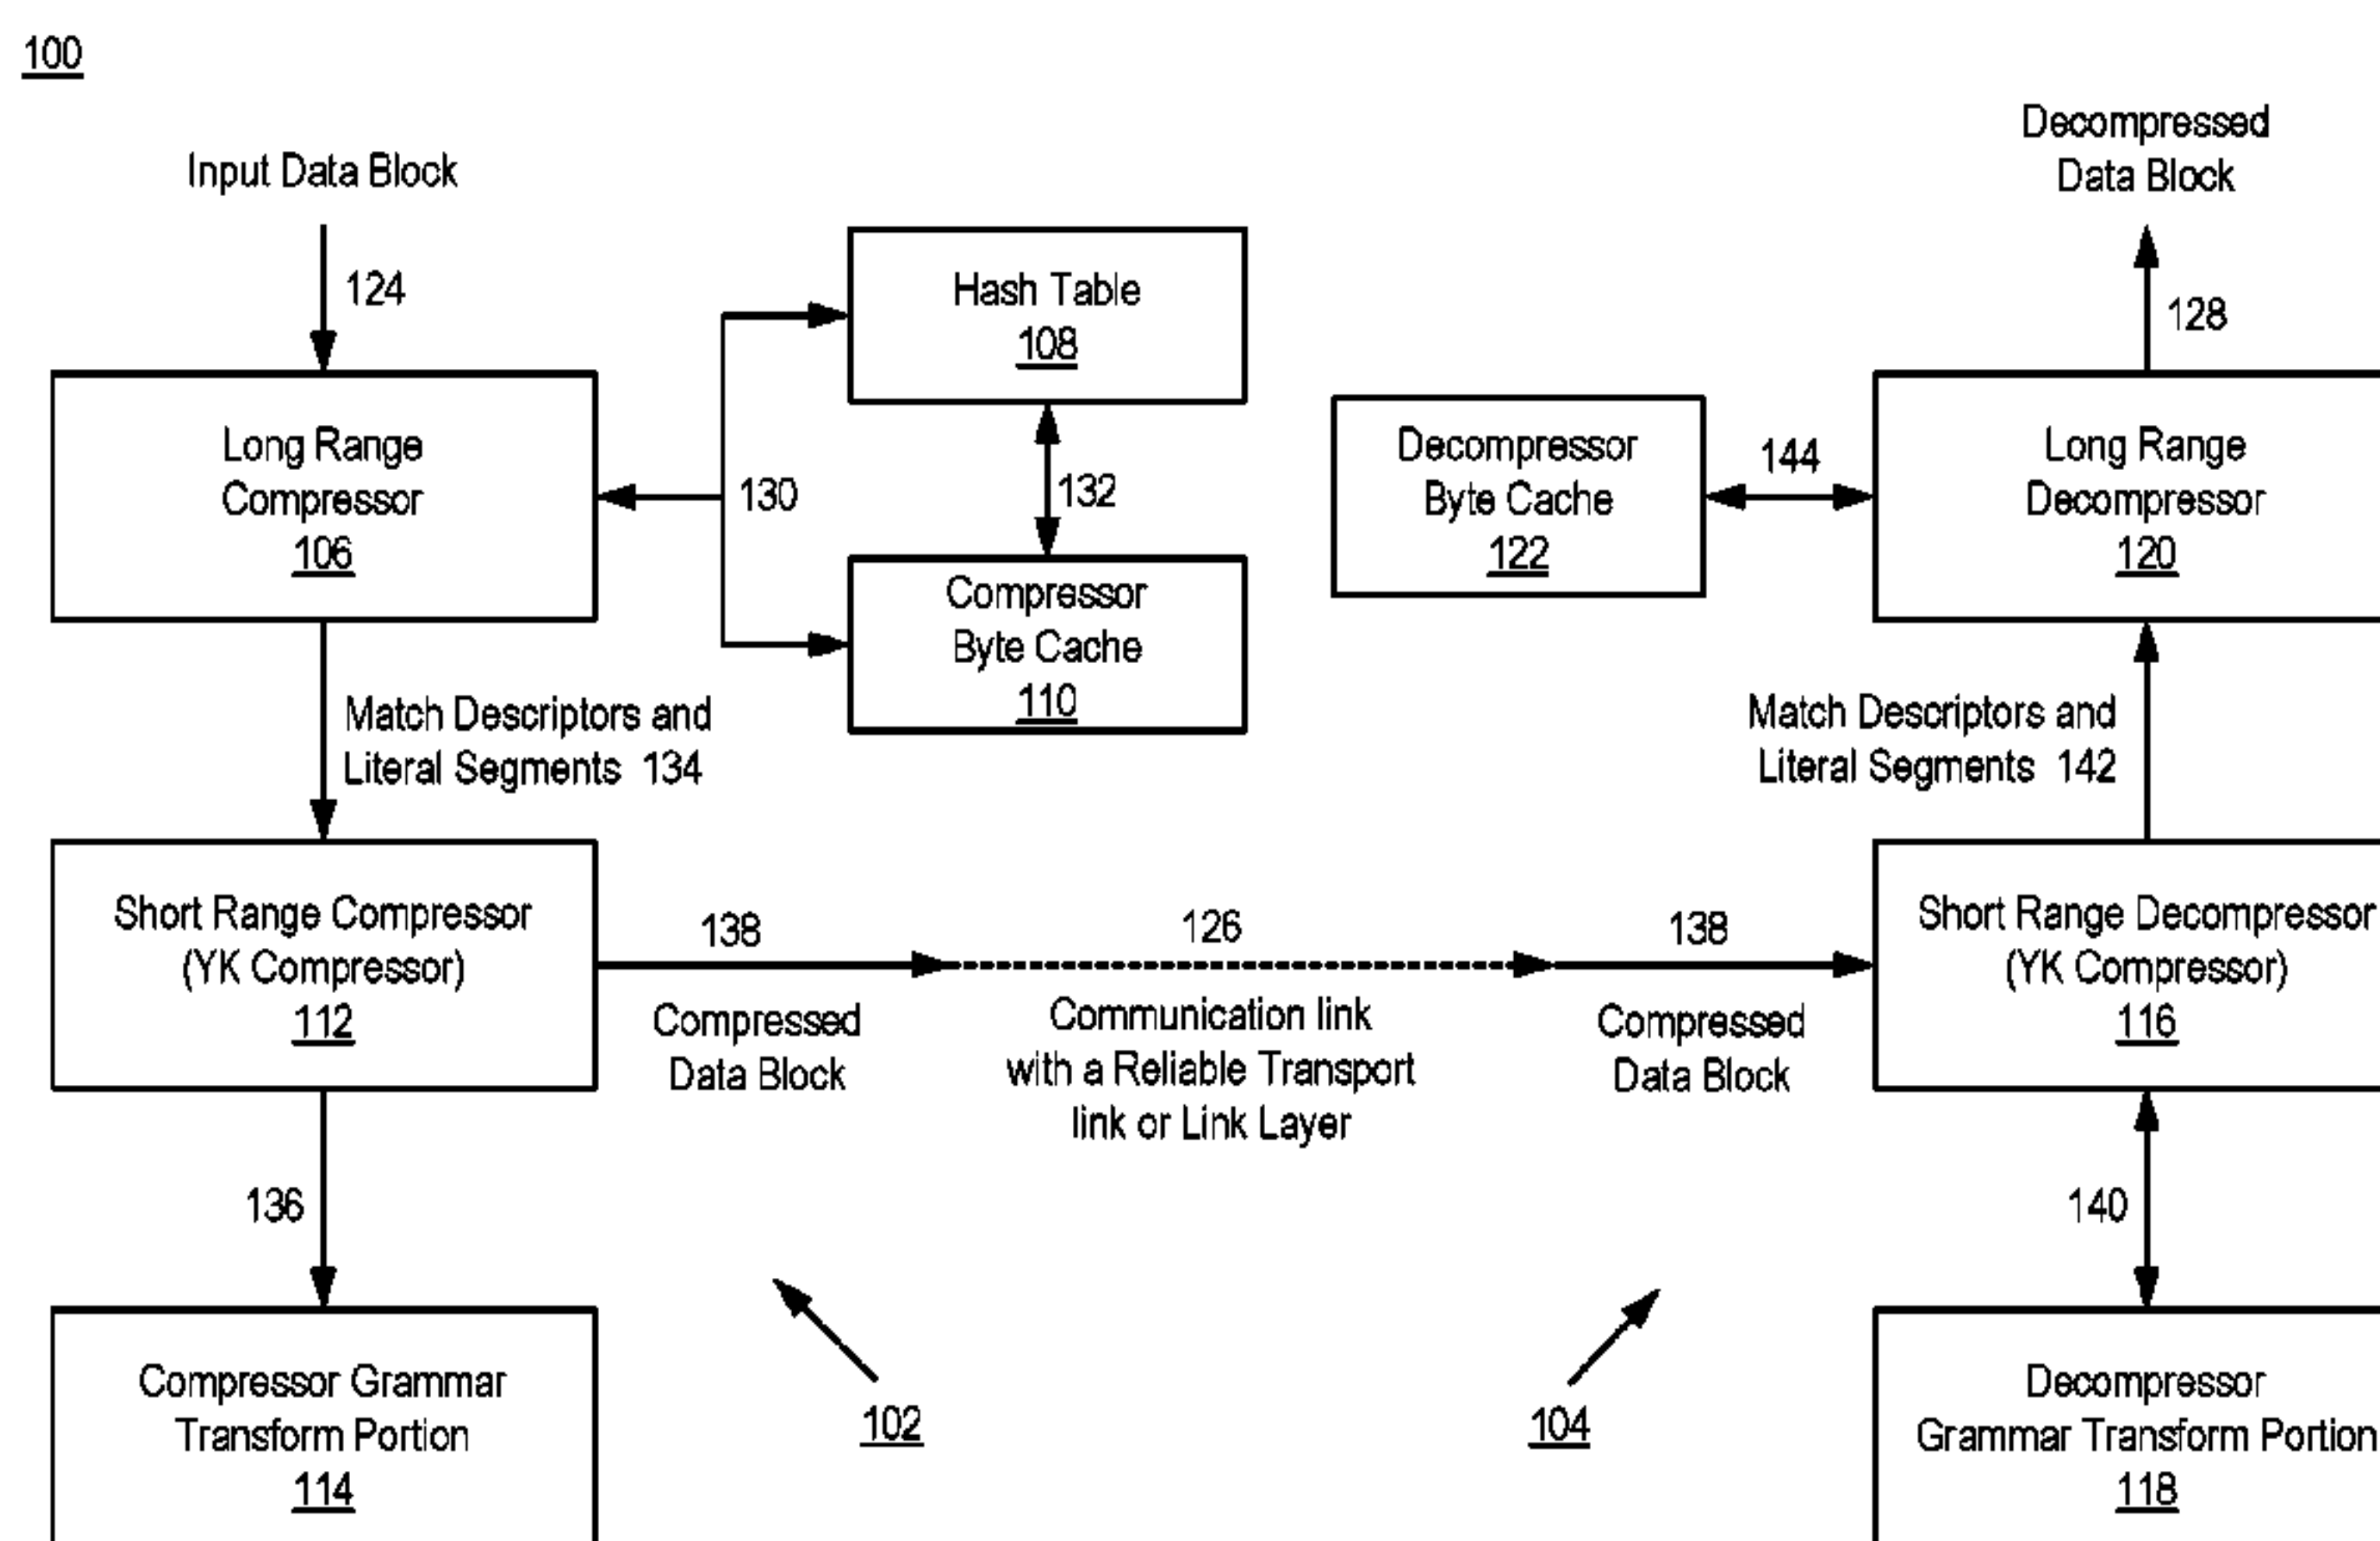 100
Input Data Block
124
Long Range
Compressor
106
130
Hash Table
108
132
Compressor
Byte Cache
110
Match Descriptors and
Literal Segments 134
Short Range Compressor
(YK Compressor)
112
136
Compressor Grammar
Transform Portion
114
138
Compressed
Data Block
126
Communication link
with a Reliable Transport
link or Link Layer
138
Compressed
Data Block
102
104
Decompressed
Data Block
128
Decompressor
Byte Cache
122
144
Long Range
Decompressor
120
Match Descriptors and
Literal Segments 142
Short Range Decompressor
(YK Compressor)
116
140
Decompressor
Grammar Transform Portion
118